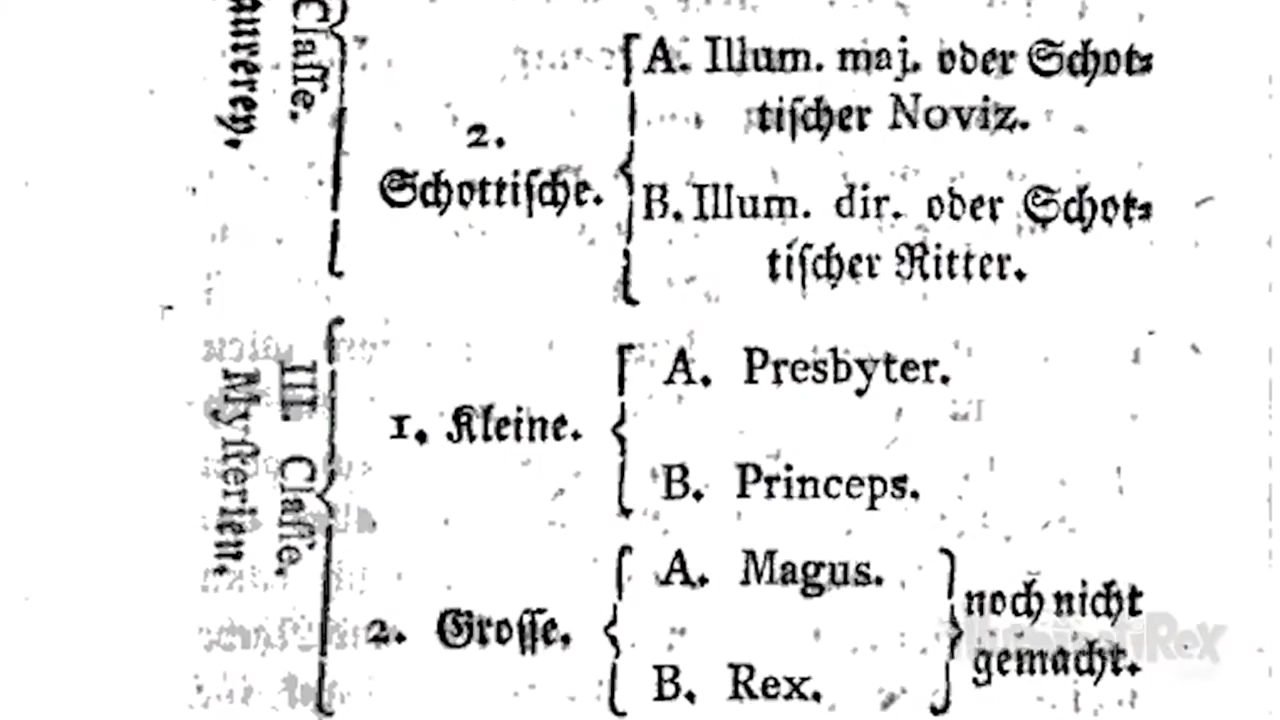 aurerey,
Classe.
2.
Schottische.
A. Illum. maj. oder Schot=
tischer Noviz.
B. Illum. dir. oder Schot=
tischer Ritter.
III. Classe.
Mysterien.
1. Kleine.
A. Presbyter.
B. Princeps.
2. Grosse.
A. Magus.
B. Rex.
noch nicht
gemacht.
IlluminatiRex